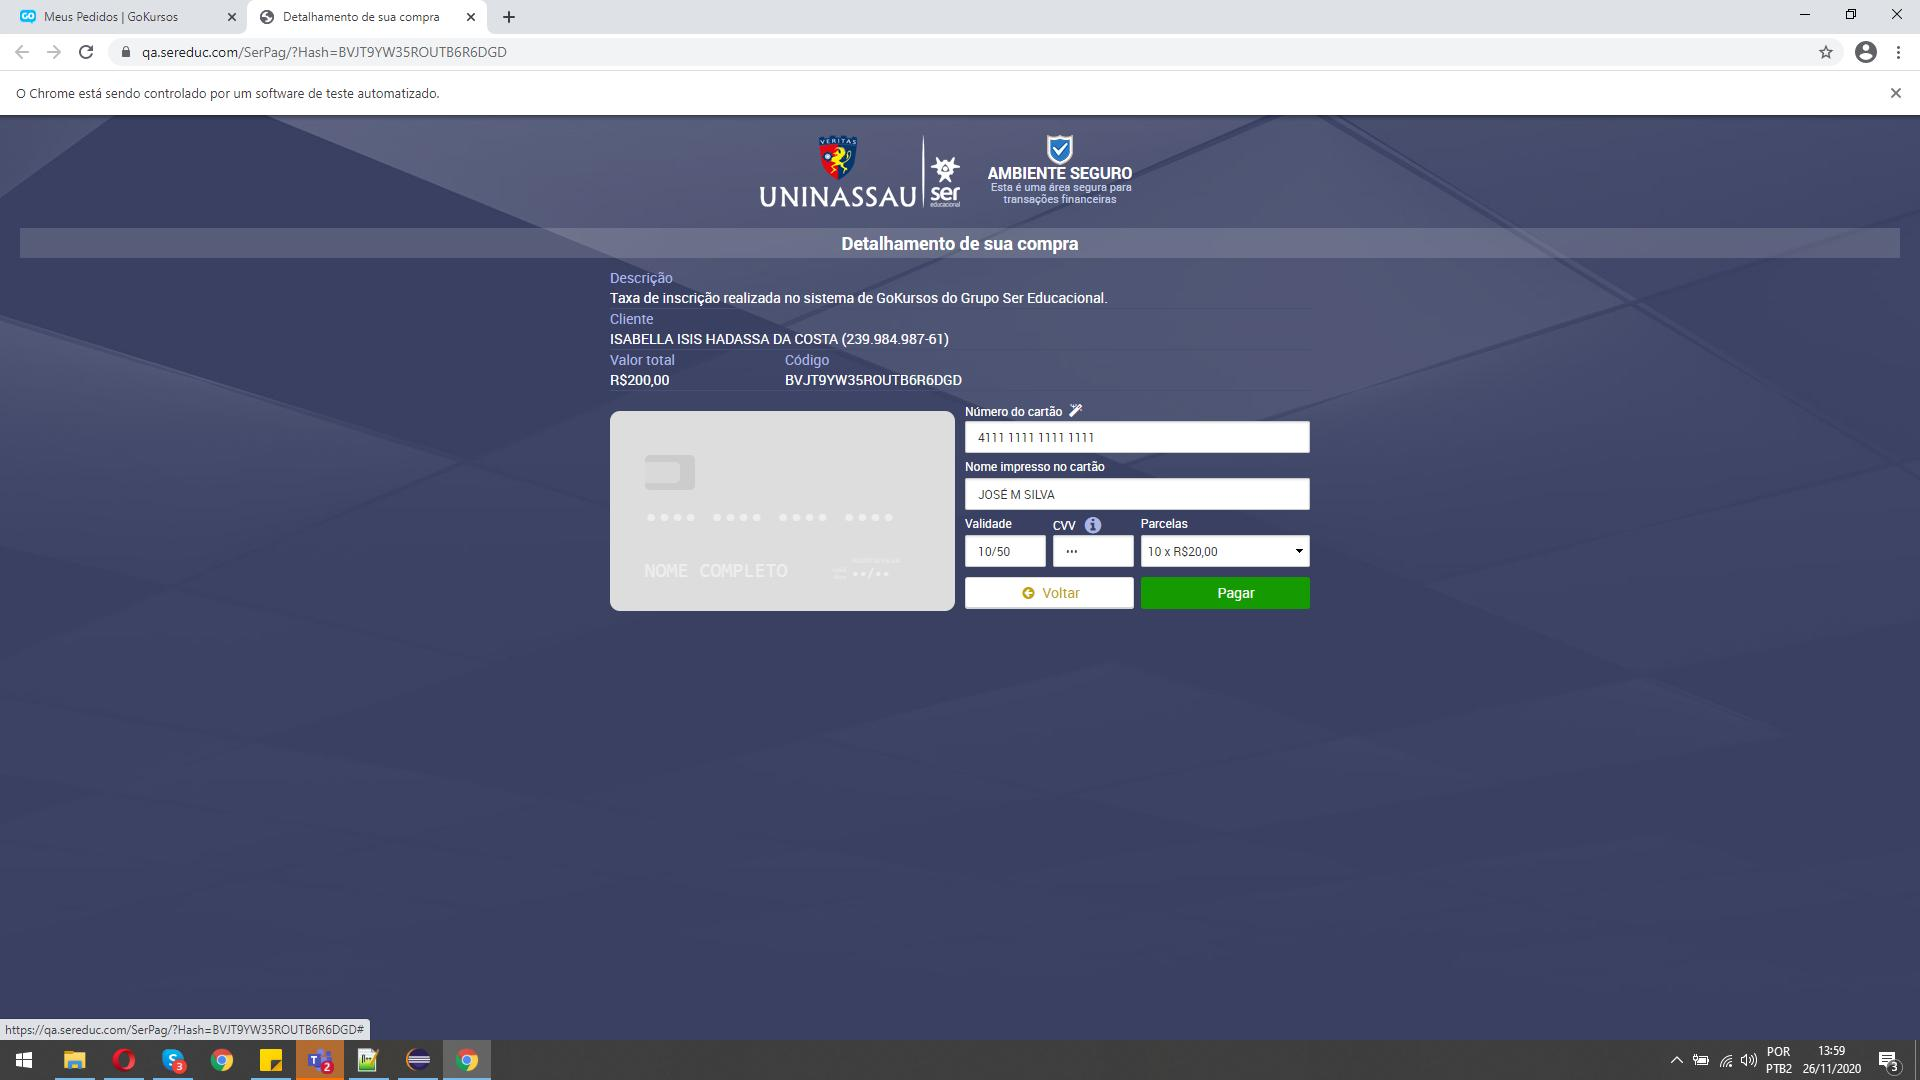 Meus Pedidos | GoKursos
Detalhamento de sua compra
qa.sereduc.com/SerPag/?Hash=BVJT9YW35ROUTB6R6DGD
O Chrome está sendo controlado por um software de teste automatizado.
VERITAS
UNINASSAU
ser
educacional
AMBIENTE SEGURO
Esta é uma área segura para
transações financeiras
Detalhamento de sua compra
Descrição
Taxa de inscrição realizada no sistema de GoKursos do Grupo Ser Educacional.
Cliente
ISABELLA ISIS HADASSA DA COSTA (239.984.987-61)
Valor total Código
R$200,00 BVJT9YW35ROUTB6R6DGD
Número do cartão
4111 1111 1111 1111
Nome impresso no cartão
JOSÉ M SILVA
Validade CVV Parcelas
10/50 ••• 10 x R$20,00
Voltar Pagar
•••• •••• •••• ••••
NOME COMPLETO ••/••
https://qa.sereduc.com/SerPag/?Hash=BVJT9YW35ROUTB6R6DGD#
POR 13:59
PTB2 26/11/2020
3
2
3